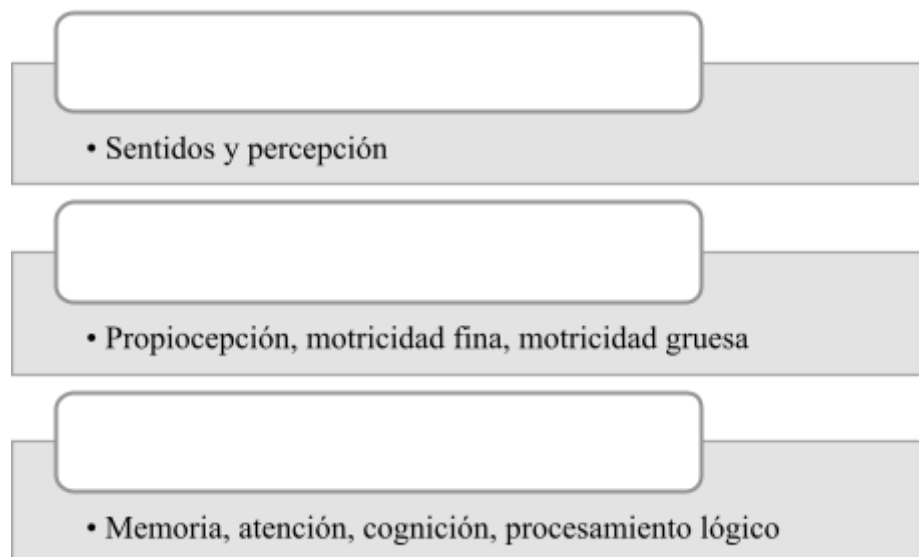 • Sentidos y percepción
• Propiocepción, motricidad fina, motricidad gruesa
• Memoria, atención, cognición, procesamiento lógico